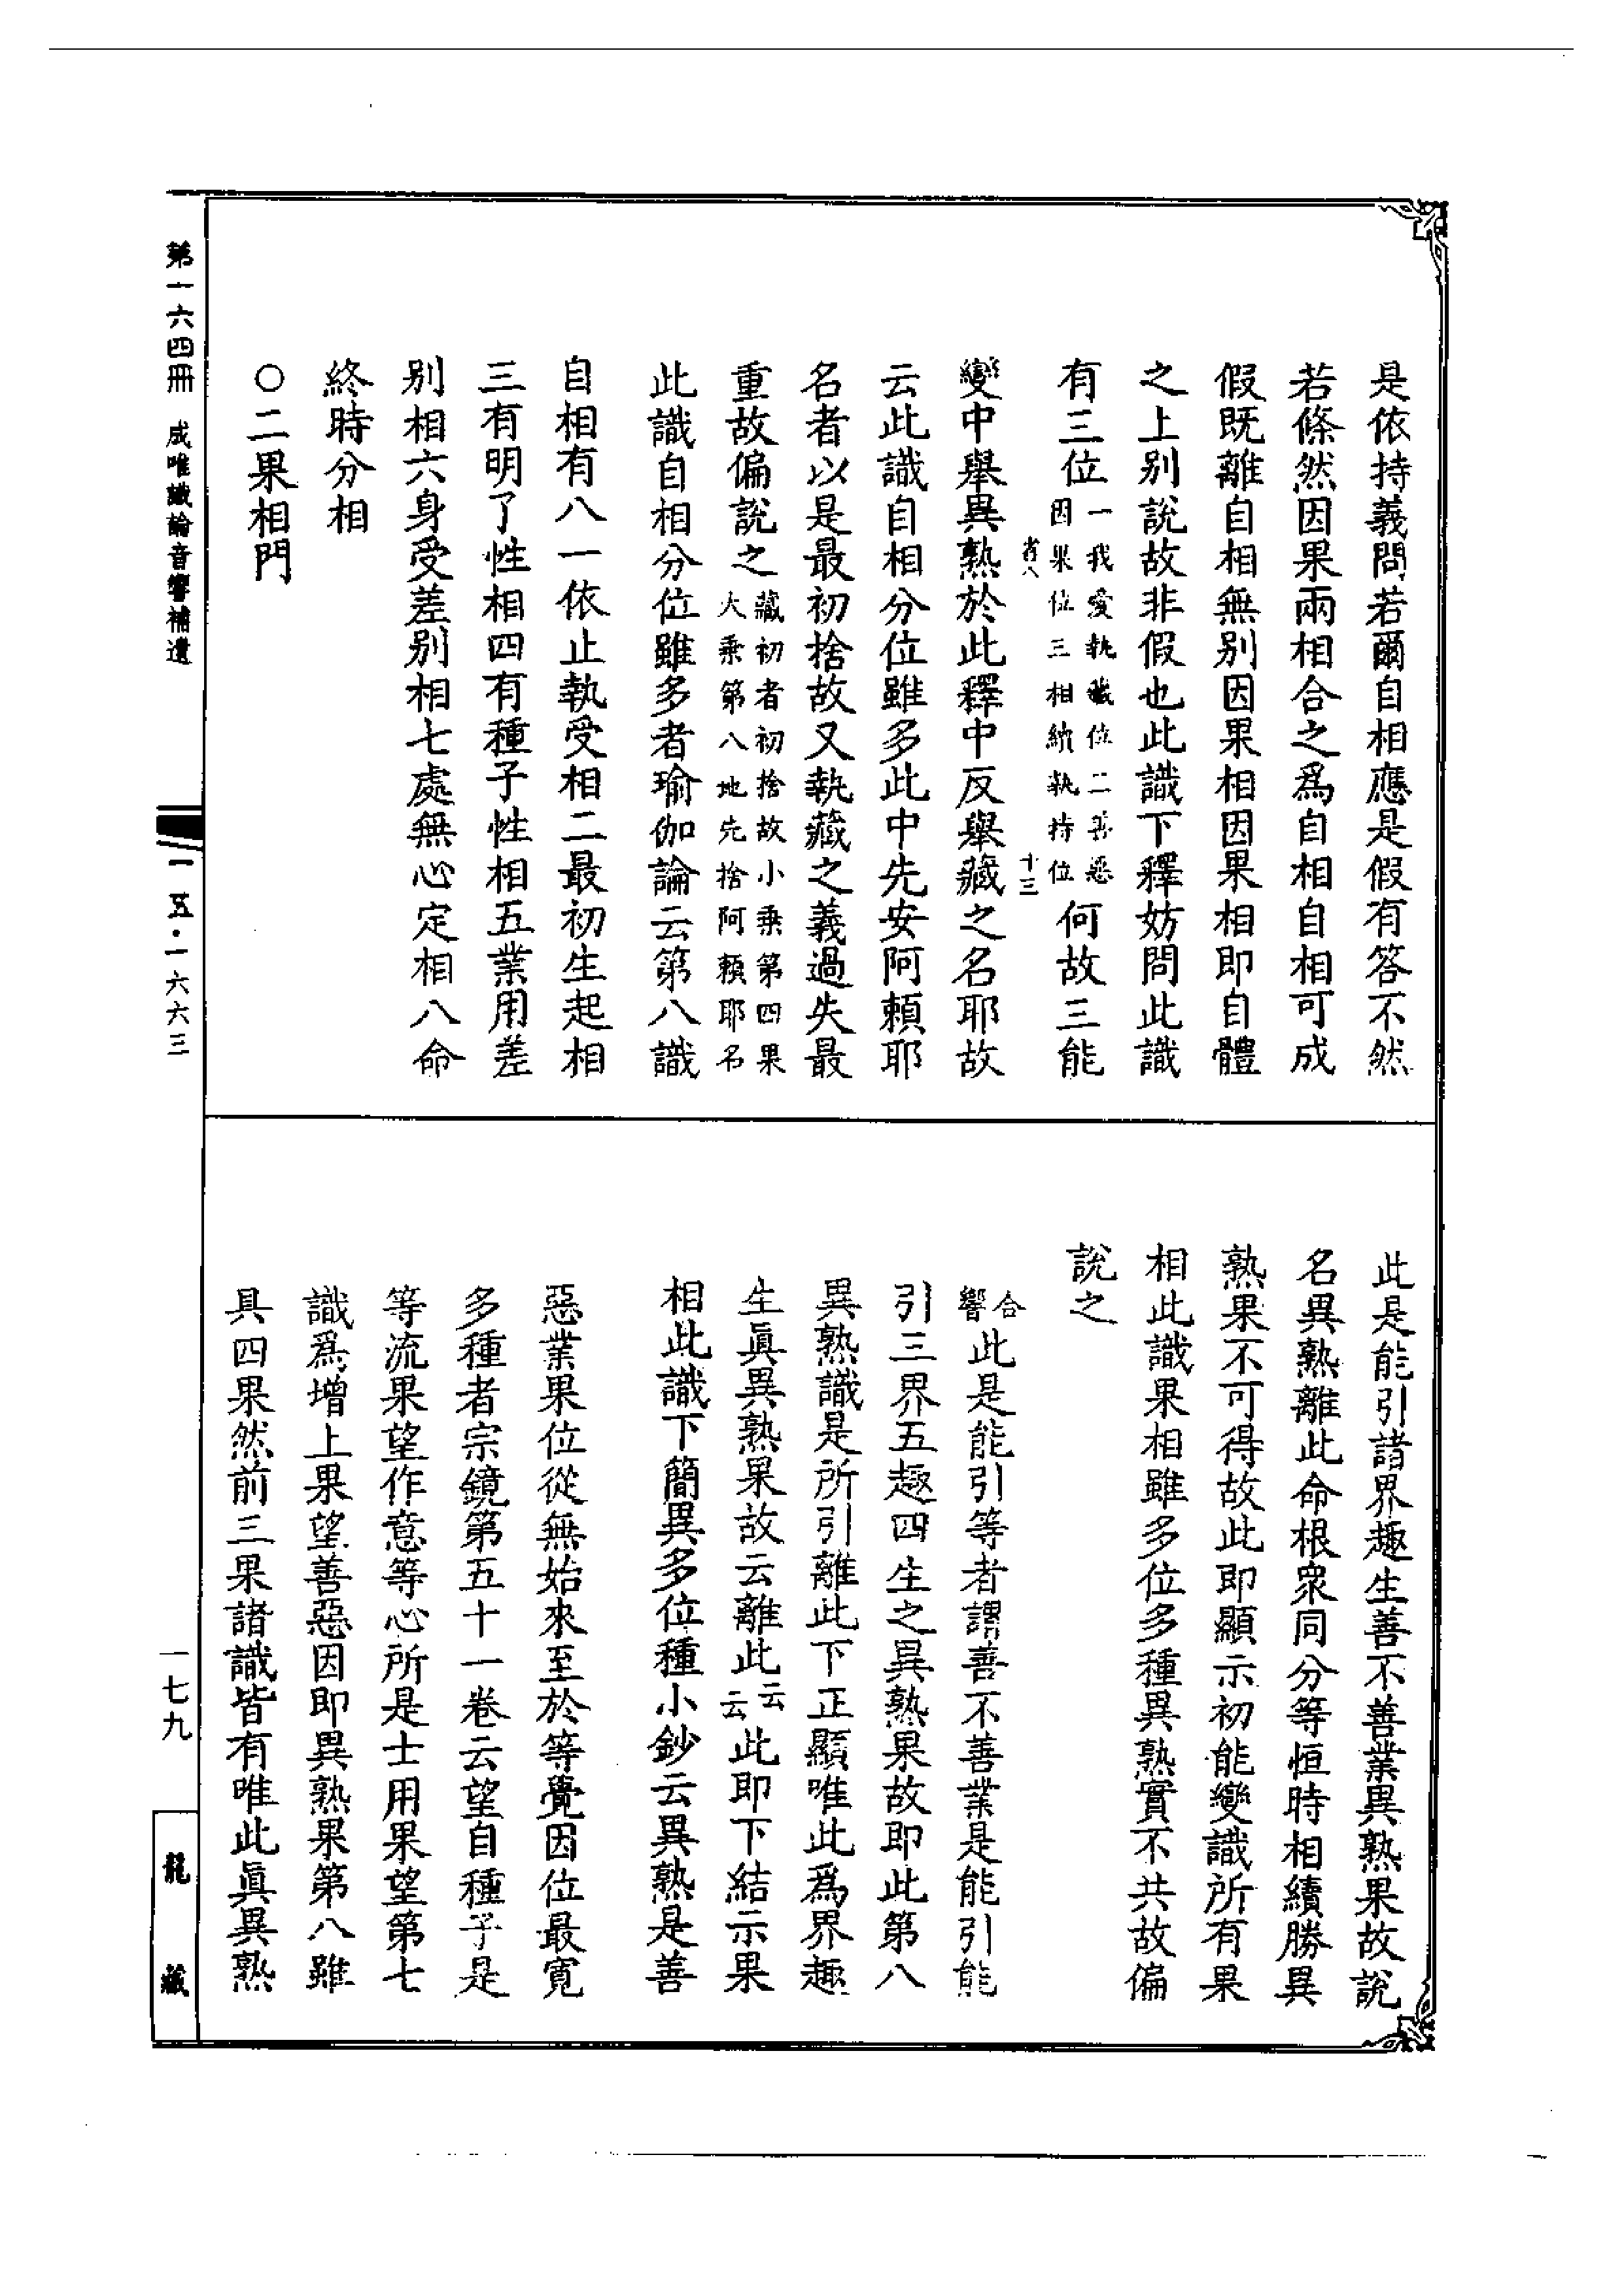 是依持義問若爾自相應是假有答不然
若條然因果兩相合之為自相自相可成
假既離自相無別因果相因果相即自體
之上別說故非假也此識下釋妨問此識
有三位
一我愛執藏位二善惡
因果位三相續執持位
何故三能
十三
變中舉異熟於此釋中反舉藏之名耶故
云此識自相分位雖多此中先安阿賴耶
名者以是最初捨故又執藏之義過失最
重故偏說之
藏初者初捨故小乘第四果
大乘第八地先捨阿賴耶名
此識自相分位雖多者瑜伽論云第八識
自相有八一依止執受相二最初生起相
三有明了性相四有種子性相五業用差
別相六身受差別相七處無心定相八命
終時分相
○二果相門
此是能引諸界趣生善不善業異熟果故說
名異熟離此命根眾同分等恒時相續勝異
熟果不可得故此即顯示初能變識所有果
相此識果相雖多位多種異熟實不共故偏
說之
合
響
此是能引等者謂善不善業是能引能
引三界五趣四生之異熟果故即此第八
異熟識是所引離此下正顯唯此為界趣
生真異熟果故云離此
云
云
此即下結示果
相此識下簡異多位種小鈔云異熟是善
惡業果位從無始來至於等覺因位最寬
多種者宗鏡第五十一卷云望自種子是
等流果望作意等心所是士用果望第七
識為增上果望善惡因即異熟果第八雖
具四果然前三果諸識皆有唯此真異熟
第一六四冊 成唯識論音響補遺
一五·一六六三
一七九
龍藏